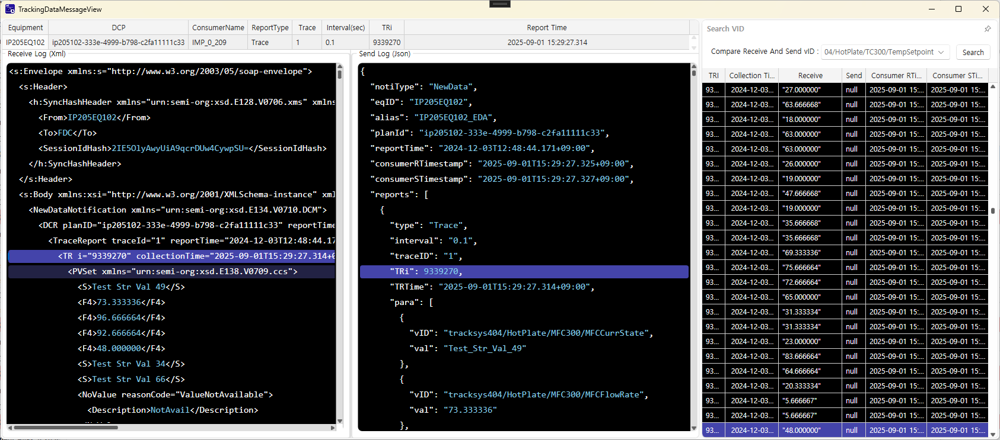 TrackingDataMessageView
Equipment DCP ConsumerName ReportType Trace Interval(sec) TRi Report Time
IP205EQ102 ip205102-333e-4999-b798-c2fa11111c33 IMP_0_209 Trace 1 0.1 9339270 2025-09-01 15:29:27.314
Receive Log (Xml)
<s:Envelope xmlns:s="http://www.w3.org/2003/05/soap-envelope">
<s:Header>
<h:SyncHashHeader xmlns="urn:semi-org:xsd.E128.V0706.xms" xmlns
<From>IP205EQ102</From>
<To>FDC</To>
<SessionIdHash>2IE5OlyAwyUiA9qcrDUw4CywpSU=</SessionIdHash>
</h:SyncHashHeader>
</s:Header>
<s:Body xmlns:xsi="http://www.w3.org/2001/XMLSchema-instance" xml
<NewDataNotification xmlns="urn:semi-org:xsd.E134.V0710.DCM">
<DCR planID="ip205102-333e-4999-b798-c2fa11111c33" reportTime
<TraceReport traceId="1" reportTime="2024-12-03T12:48:44.17
<TR i="9339270" collectionTime="2025-09-01T15:29:27.314+0
<PVSet xmlns="urn:semi-org:xsd.E138.V0709.ccs">
<S>Test Str Val 49</S>
<F4>73.333336</F4>
<F4>96.666664</F4>
<F4>92.666664</F4>
<F4>48.000000</F4>
<S>Test Str Val 34</S>
<S>Test Str Val 66</S>
<NoValue reasonCode="ValueNotAvailable">
<Description>NotAvail</Description>
Send Log (Json)
{
"notiType": "NewData",
"eqID": "IP205EQ102",
"alias": "IP205EQ102_EDA",
"planId": "ip205102-333e-4999-b798-c2fa11111c33",
"reportTime": "2024-12-03T12:48:44.171+09:00",
"consumerRTimestamp": "2025-09-01T15:29:27.325+09:00",
"consumerSTimestamp": "2025-09-01T15:29:27.327+09:00",
"reports": [
{
"type": "Trace",
"interval": "0.1",
"traceID": "1",
"TRi": 9339270,
"TRTime": "2025-09-01T15:29:27.314+09:00",
"para": [
{
"vID": "tracksys404/HotPlate/MFC300/MFCCurrState",
"val": "Test_Str_Val_49"
},
{
"vID": "tracksys404/HotPlate/MFC300/MFCFlowRate",
"val": "73.333336"
},
Search VID
Compare Receive And Send vID : 04/HotPlate/TC300/TempSetpoint Search
TRI Collection Ti... Receive Send Consumer RTi... Consumer STi...
93... 2024-12-03... "27.000000" null 2025-09-01 15:... 2025-09-01 15:...
93... 2024-12-03... "63.666668" null 2025-09-01 15:... 2025-09-01 15:...
93... 2024-12-03... "18.000000" null 2025-09-01 15:... 2025-09-01 15:...
93... 2024-12-03... "63.000000" null 2025-09-01 15:... 2025-09-01 15:...
93... 2024-12-03... "63.000000" null 2025-09-01 15:... 2025-09-01 15:...
93... 2024-12-03... "26.000000" null 2025-09-01 15:... 2025-09-01 15:...
93... 2024-12-03... "19.000000" null 2025-09-01 15:... 2025-09-01 15:...
93... 2024-12-03... "47.666668" null 2025-09-01 15:... 2025-09-01 15:...
93... 2024-12-03... "19.000000" null 2025-09-01 15:... 2025-09-01 15:...
93... 2024-12-03... "35.666668" null 2025-09-01 15:... 2025-09-01 15:...
93... 2024-12-03... "35.666668" null 2025-09-01 15:... 2025-09-01 15:...
93... 2024-12-03... "69.333336" null 2025-09-01 15:... 2025-09-01 15:...
93... 2024-12-03... "75.666664" null 2025-09-01 15:... 2025-09-01 15:...
93... 2024-12-03... "72.666664" null 2025-09-01 15:... 2025-09-01 15:...
93... 2024-12-03... "65.000000" null 2025-09-01 15:... 2025-09-01 15:...
93... 2024-12-03... "31.333334" null 2025-09-01 15:... 2025-09-01 15:...
93... 2024-12-03... "31.333334" null 2025-09-01 15:... 2025-09-01 15:...
93... 2024-12-03... "23.000000" null 2025-09-01 15:... 2025-09-01 15:...
93... 2024-12-03... "83.666664" null 2025-09-01 15:... 2025-09-01 15:...
93... 2024-12-03... "64.666664" null 2025-09-01 15:... 2025-09-01 15:...
93... 2024-12-03... "20.333334" null 2025-09-01 15:... 2025-09-01 15:...
93... 2024-12-03... "5.666667" null 2025-09-01 15:... 2025-09-01 15:...
93... 2024-12-03... "5.666667" null 2025-09-01 15:... 2025-09-01 15:...
93... 2024-12-03... "48.000000" null 2025-09-01 15:... 2025-09-01 15:...